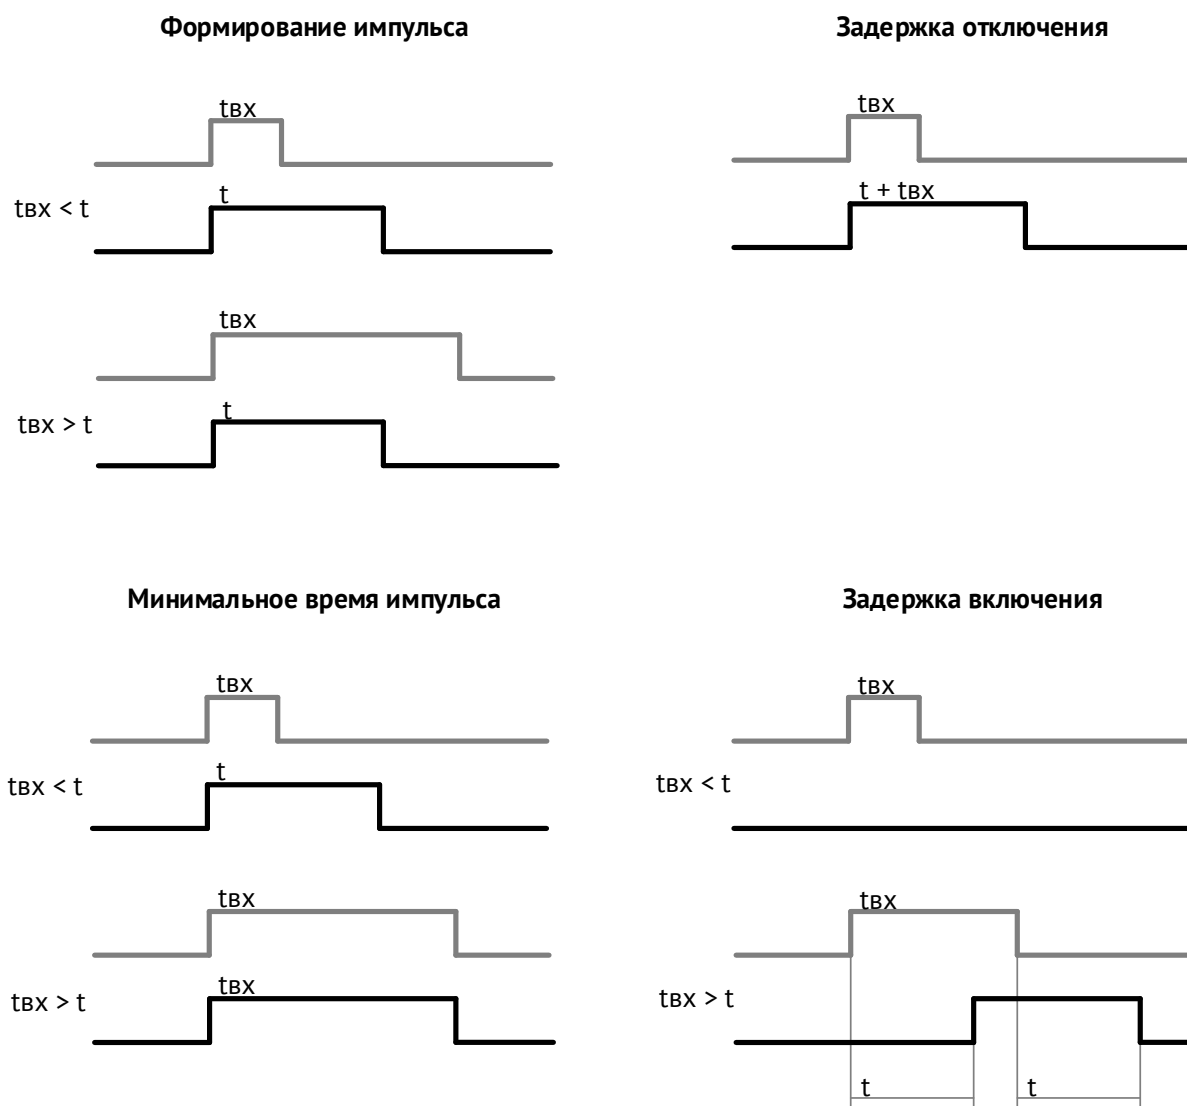 Формирование импульса
tвх
tвх < t
t
tвх
tвх > t
t
Задержка отключения
tвх
t + tвх
Минимальное время импульса
tвх
tвх < t
t
tвх
tвх > t
tвх
Задержка включения
tвх
tвх < t
tвх
tвх > t
t
t